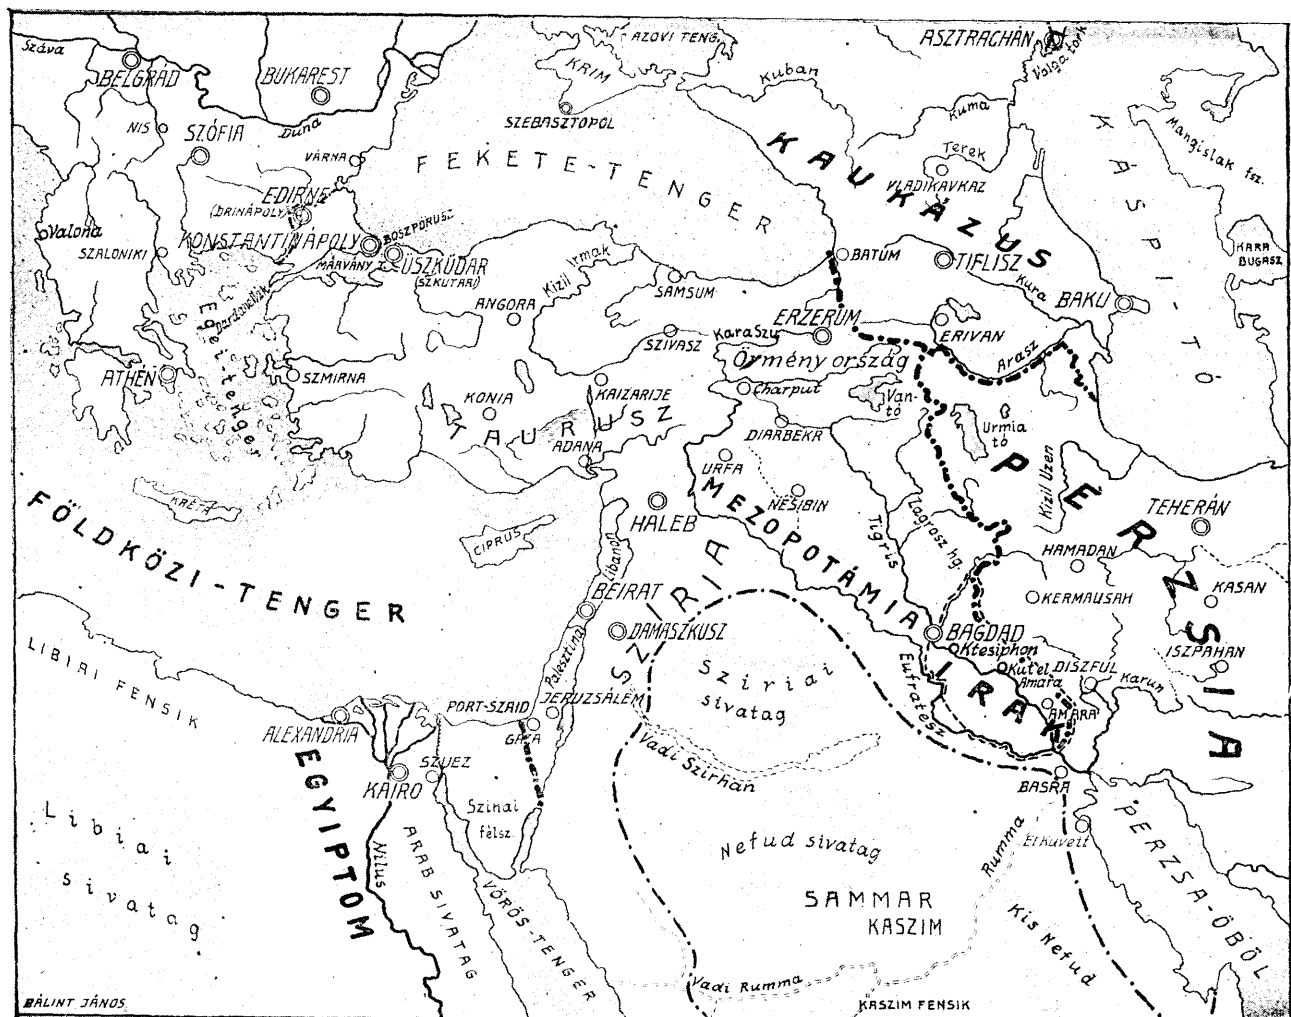 Száva
BELGRÁD
BUKAREST
AZOVI TENG.
KRIM
Kuban
ASZTRACHÁN
Volga tork
Kuma
Mangislak fsz.
KÁSPI-TÓ
NIS
SZÓFIA
Duna
VÁRNA
SZEBASZTOPOL
FEKETE-TENGER
KAUKÁZUS
Terek
VLADIKAVKAZ
EDIRNE
(DRINÁPOLY)
Valona
SZALONIKI
KONSTANTINÁPOLY
BOSZPÓRUSZ
MÁRVÁNY T.
ÜSZKÜDAR
(SZKUTARI)
Kizil Irmak
ANGORA
SAMSUM
BATUM
TIFLISZ
Kura
BAKU
KARA
BUGASZ
Dardanellák
Égei-tenger
SZIVASZ
Kara Szu
ERZERUM
ERIVAN
Arasz
Örményország
ATHÉN
SZMIRNA
KONIA
KAIZARIJE
TAURUSZ
ADANA
Charput
Van-
tó
DIARBEKR
Urmia
tó
URFA
NESIBIN
MEZOPOTÁMIA
Tigris
Zagrosz hg.
Kizil Uzen
PERZSIA
TEHERÁN
KRÉTA
FÖLDKÖZI-TENGER
CIPRUS
HALEB
Libanon
BEIRAT
SZIRIA
HAMADAN
KERMAUSAH
KASAN
ISZPAHAN
DAMASZKUSZ
Palesztina
BAGDAD
Ktesiphon
Kut el
Amara
DISZFUL
Karun
IRAK
AMARA
Eufratesz
Sziriai
sivatag
LIBIAI FENSIK
PORT-SZAID
JERUZSÁLEM
GAZA
ALEXANDRIA
KAIRO
SZUEZ
Szinai
félsz.
Vadi Szirhan
BASRA
El Kuveit
PERZSA-ÖBÖL
EGYIPTOM
Libiai
sivatag
Nilus
ARAB SIVATAG
VÖRÖS-TENGER
Nefud sivatag
Rumma
SAMMAR
KASZIM
Kis Nefud
Vadi Rumma
KASZIM FENSIK
BÁLINT JÁNOS.